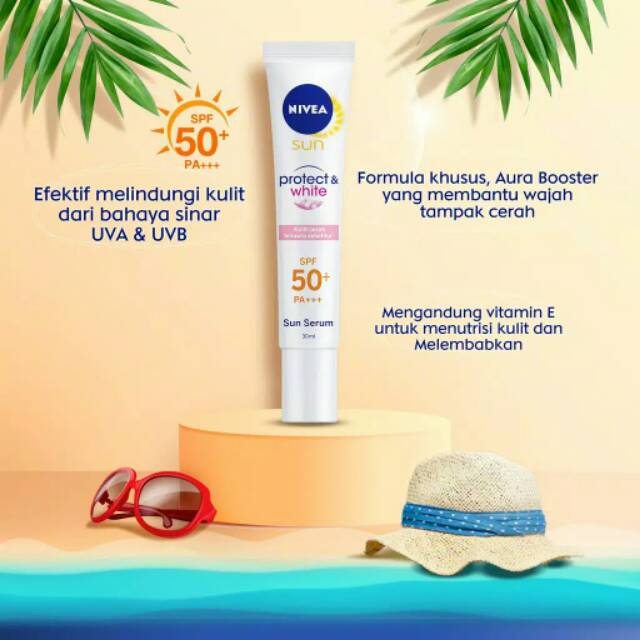 SPF
50+
PA+++
Efektif melindungi kulit
dari bahaya sinar
UVA & UVB
NIVEA
sun
protect &
white
SPF
50+
PA+++
Sun Serum
30ml
Formula khusus, Aura Booster
yang membantu wajah
tampak cerah
Mengandung vitamin E
untuk menutrisi kulit dan
Melembabkan